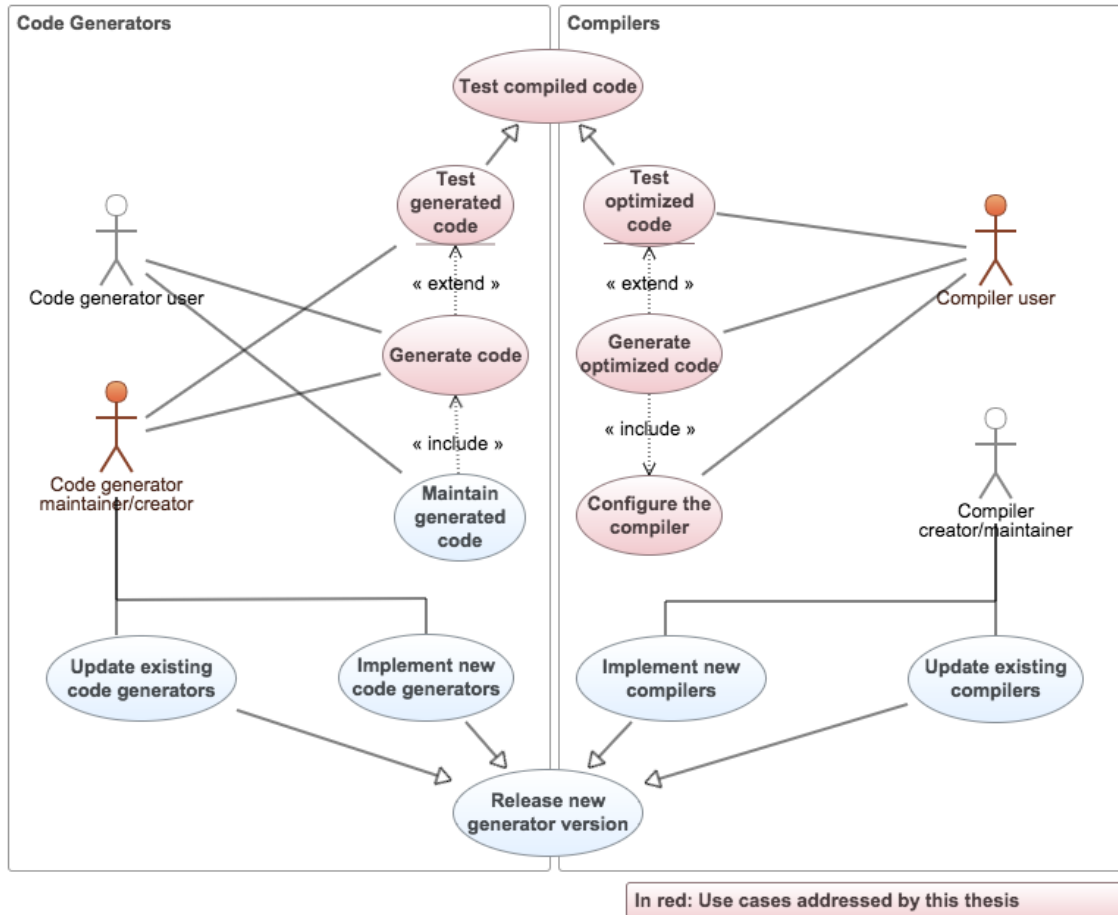 Code Generators
Compilers
Test compiled code
Test
generated
code
Test
optimized
code
Code generator user
« extend »
« extend »
Compiler user
Generate code
Generate
optimized code
« include »
« include »
Code generator
maintainer/creator
Maintain
generated
code
Configure the
compiler
Compiler
creator/maintainer
Update existing
code generators
Implement new
code generators
Implement new
compilers
Update existing
compilers
Release new
generator version
In red: Use cases addressed by this thesis